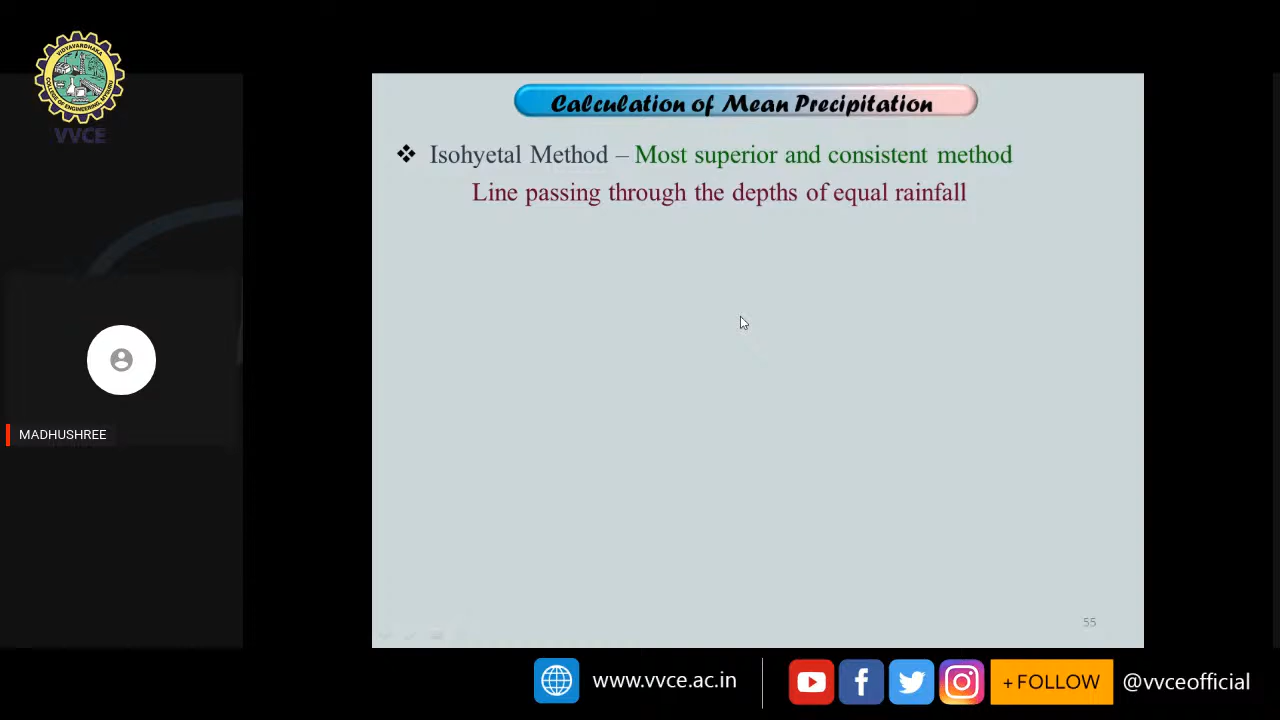 VIDYAVARDHAKA
VVCE
Calculation of Mean Precipitation
❖ Isohyetal Method – Most superior and consistent method
Line passing through the depths of equal rainfall
MADHUSHREE
55
www.vvce.ac.in
+ FOLLOW
@vvceofficial